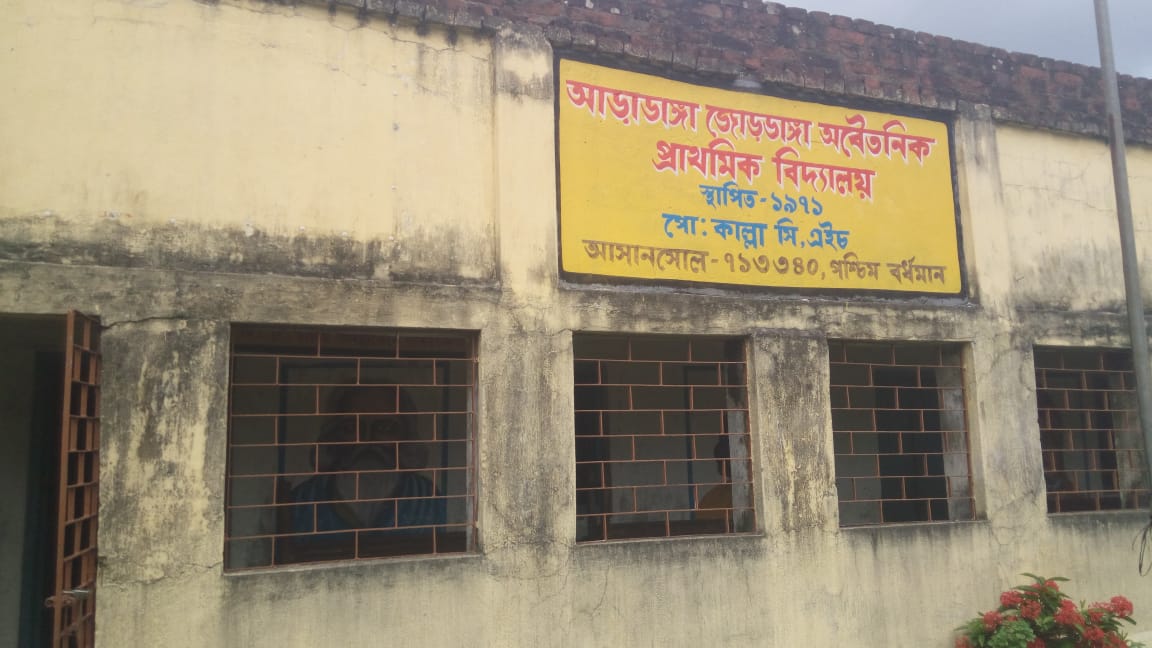 আড়াডাঙ্গা জোড়ডাঙ্গা অবৈতনিক
প্রাথমিক বিদ্যালয়
স্থাপিত - ১৯৭১
পো: কাল্লা সি,এইচ
আসানসোল - ৭১৩৩৪০, পশ্চিম বর্ধমান